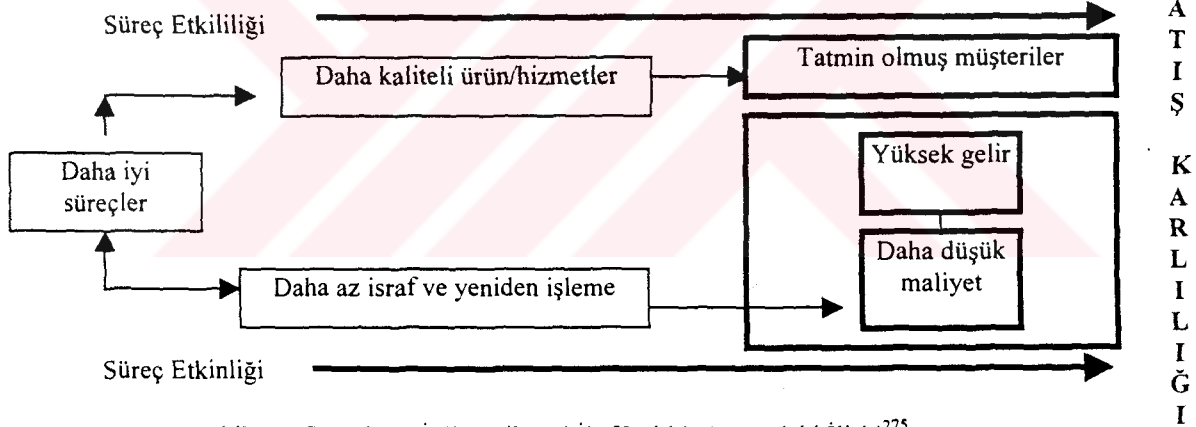 Süreç Etkililiği
Daha kaliteli ürün/hizmetler
Tatmin olmuş müşteriler
Daha iyi
süreçler
Yüksek gelir
Daha düşük
maliyet
Daha az israf ve yeniden işleme
Süreç Etkinliği
A
T
I
Ş
K
A
R
L
I
L
I
Ğ
I